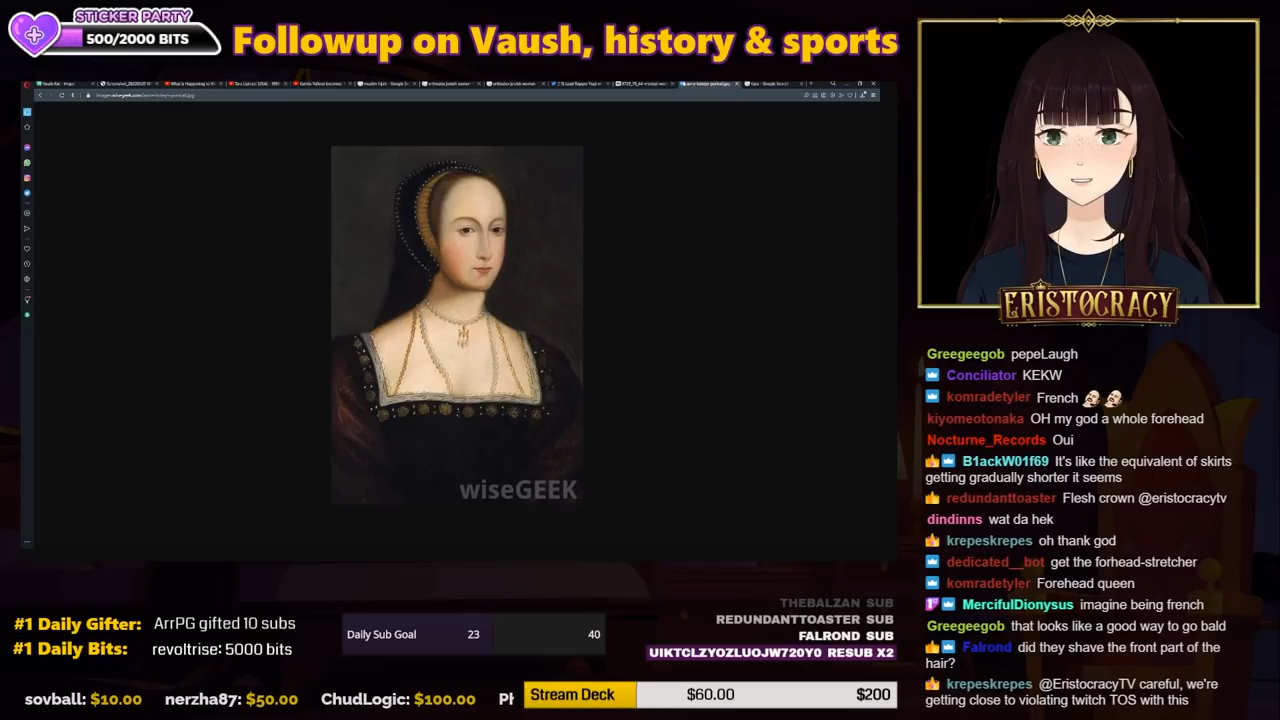 STICKER PARTY
500/2000 BITS
Followup on Vaush, history & sports
wiseGEEK
ERISTOCRACY
Greegeegob pepeLaugh
Conciliator KEKW
komradetyler French
kiyomeotonaka OH my god a whole forehead
Nocturne_Records Oui
B1ackW01f69 It's like the equivalent of skirts
getting gradually shorter it seems
redundanttoaster Flesh crown @eristocracytv
dindinns wat da hek
krepeskrepes oh thank god
dedicated__bot get the forhead-stretcher
komradetyler Forehead queen
MercifulDionysus imagine being french
Greegeegob that looks like a good way to go bald
Falrond did they shave the front part of the
hair?
krepeskrepes @EristocracyTV careful, we're
getting close to violating twitch TOS with this
#1 Daily Gifter: ArrPG gifted 10 subs
#1 Daily Bits: revoltrise: 5000 bits
Daily Sub Goal 23 40
THEBALZAN SUB
REDUNDANTTOASTER SUB
FALROND SUB
UIKTCLZYOZLUOJW720Y0 RESUB X2
sovball: $10.00 nerzha87: $50.00 ChudLogic: $100.00
Stream Deck $60.00 $200